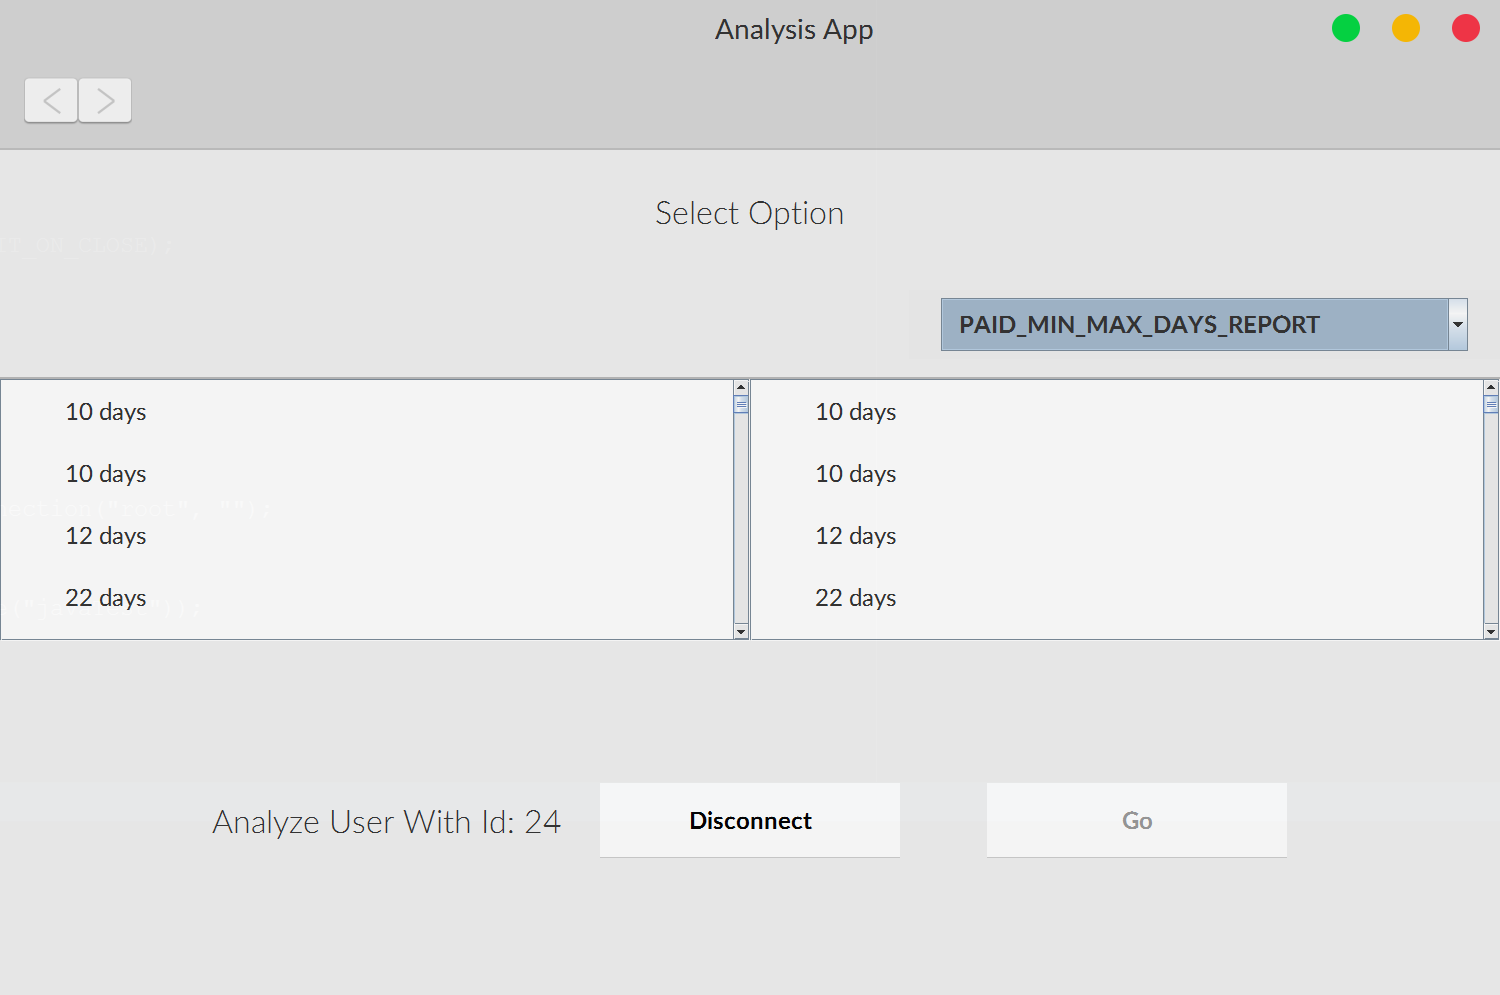 Analysis App
Select Option
PAID_MIN_MAX_DAYS_REPORT
10 days
10 days
12 days
22 days
10 days
10 days
12 days
22 days
Analyze User With Id: 24
Disconnect
Go